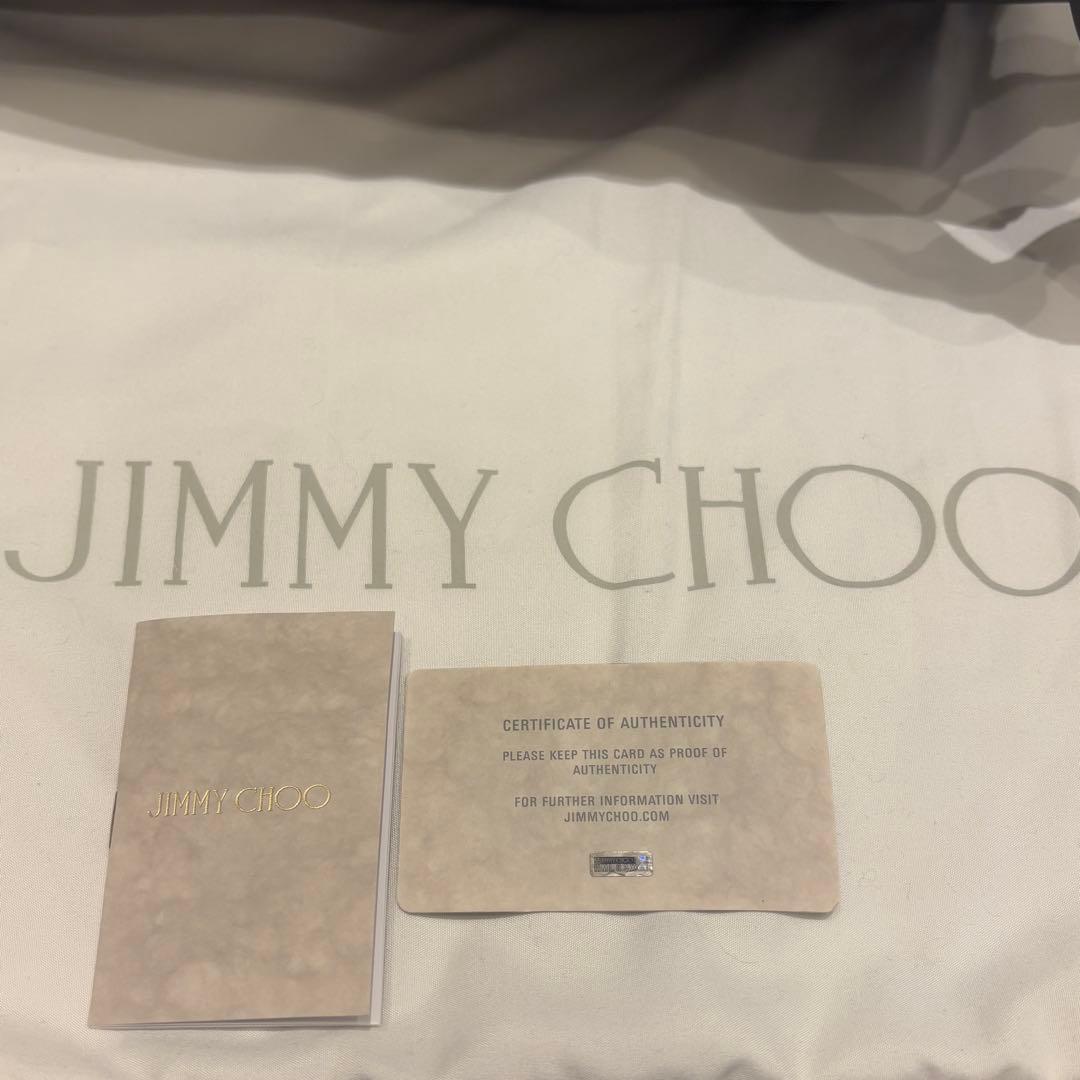 JIMMY CHOO
JIMMY CHOO
CERTIFICATE OF AUTHENTICITY
PLEASE KEEP THIS CARD AS PROOF OF
AUTHENTICITY
FOR FURTHER INFORMATION VISIT
JIMMYCHOO.COM